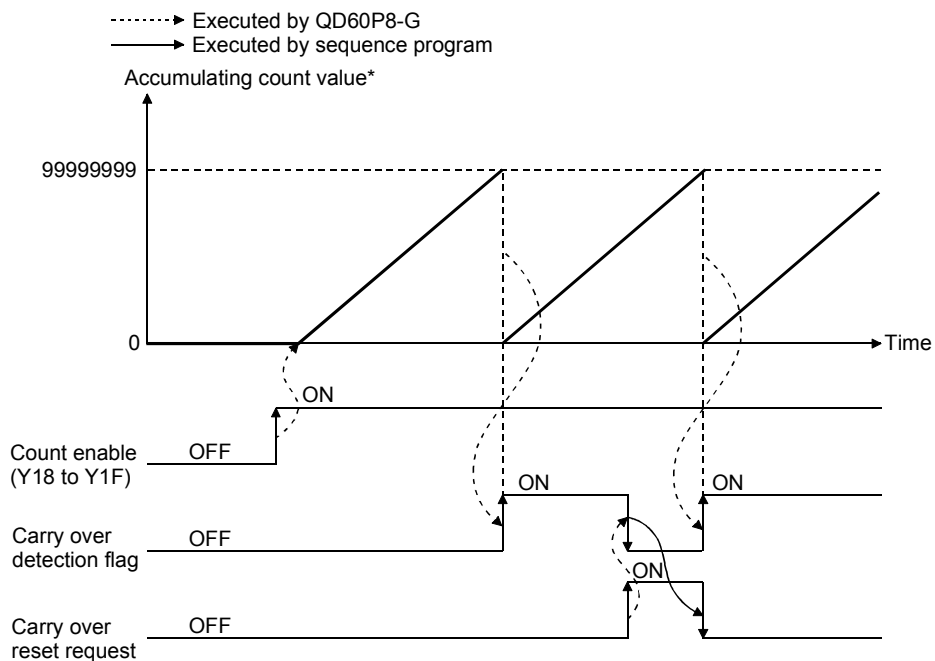 Executed by QD60P8-G
Executed by sequence program
Accumulating count value*
99999999
0
Time
ON
Count enable
(Y18 to Y1F)
OFF
ON
ON
Carry over
detection flag
OFF
ON
Carry over
reset request
OFF